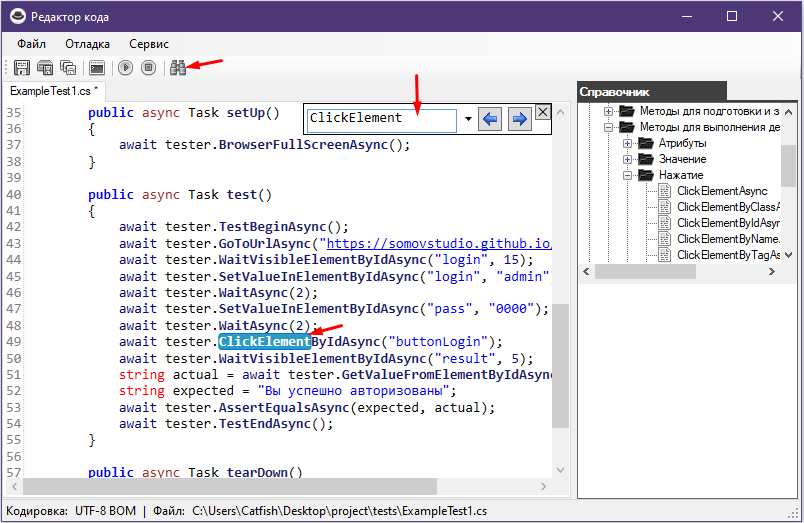 Редактор кода
Файл Отладка Сервис
ExampleTest1.cs *
ClickElement
35 public async Task setUp()
36 {
37 await tester.BrowserFullScreenAsync();
38 }
39
40 public async Task test()
41 {
42 await tester.TestBeginAsync();
43 await tester.GoToUrlAsync("https://somovstudio.github.io/
44 await tester.WaitVisibleElementByIdAsync("login", 15);
45 await tester.SetValueInElementByIdAsync("login", "admin"
46 await tester.WaitAsync(2);
47 await tester.SetValueInElementByIdAsync("pass", "0000");
48 await tester.WaitAsync(2);
49 await tester.ClickElementByIdAsync("buttonLogin");
50 await tester.WaitVisibleElementByIdAsync("result", 5);
51 string actual = await tester.GetValueFromElementByIdAsync
52 string expected = "Вы успешно авторизованы";
53 await tester.AssertEqualsAsync(expected, actual);
54 await tester.TestEndAsync();
55 }
56
57 public async Task tearDown()
Справочник
Методы для подготовки и з
Методы для выполнения де
Атрибуты
Значение
Нажатие
ClickElementAsync
ClickElementByClassA
ClickElementByIdAsyn
ClickElementByName
ClickElementByTagAs
Кодировка: UTF-8 BOM | Файл: C:\Users\Catfish\Desktop\project\tests\ExampleTest1.cs